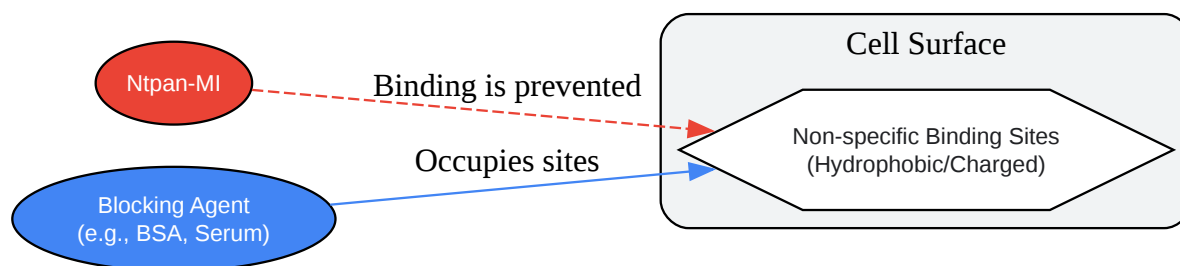 Cell Surface
Ntpan-MI
Binding is prevented
Non-specific Binding Sites
(Hydrophobic/Charged)
Occupies sites
Blocking Agent
(e.g., BSA, Serum)